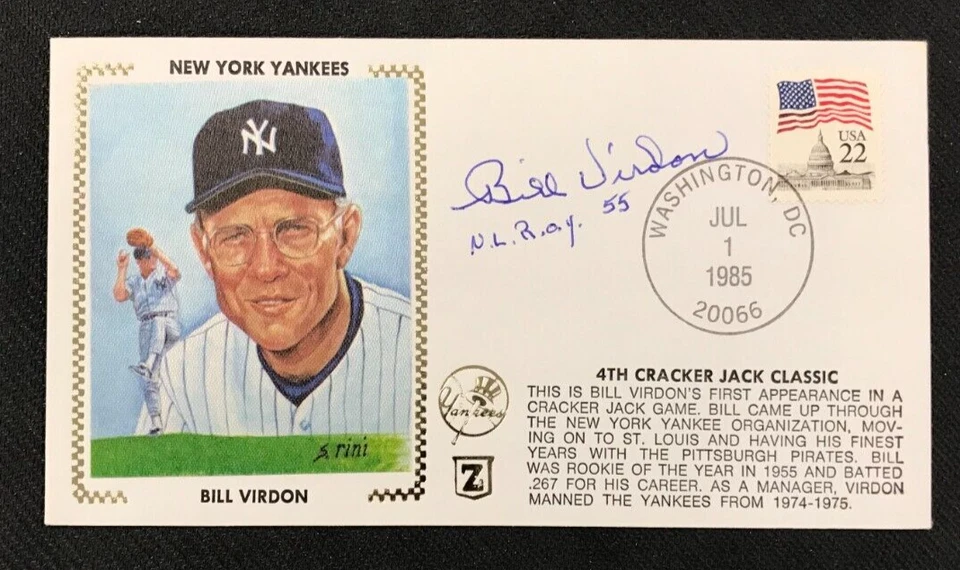 NEW YORK YANKEES
NY
NY
S. rini
BILL VIRDON
Bill Virdon
N.L. R.o.y. 55
USA
22
WASHINGTON, DC
JUL
1
1985
20066
Yankees
Z
4TH CRACKER JACK CLASSIC
THIS IS BILL VIRDON'S FIRST APPEARANCE IN A
CRACKER JACK GAME. BILL CAME UP THROUGH
THE NEW YORK YANKEE ORGANIZATION, MOV-
ING ON TO ST. LOUIS AND HAVING HIS FINEST
YEARS WITH THE PITTSBURGH PIRATES. BILL
WAS ROOKIE OF THE YEAR IN 1955 AND BATTED
.267 FOR HIS CAREER. AS A MANAGER, VIRDON
MANNED THE YANKEES FROM 1974-1975.